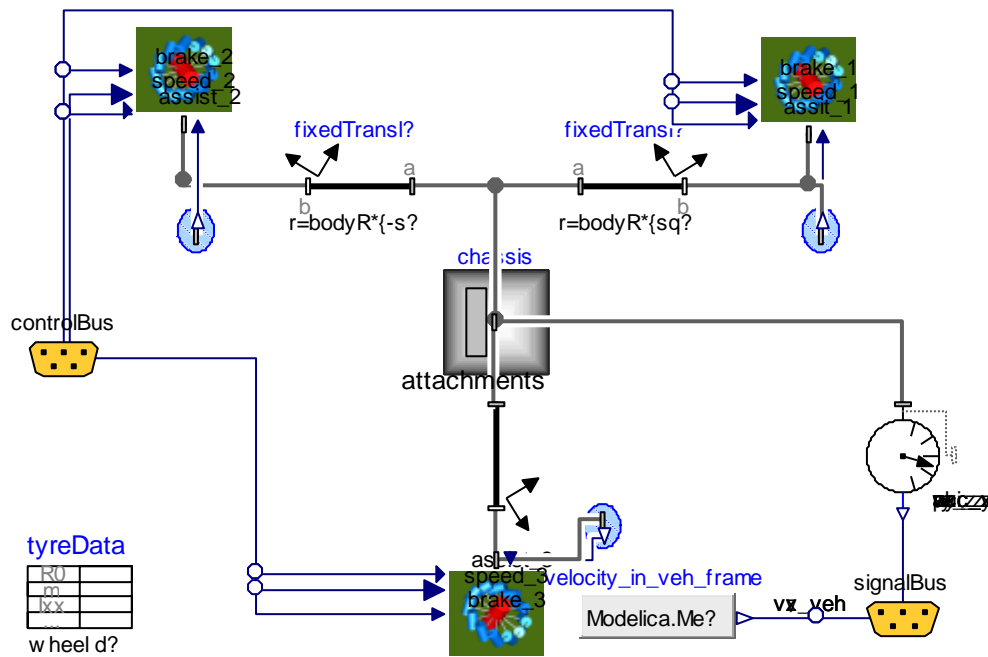 brake_2
speed_2
assist_2
brake_1
speed_1
assit_1
fixedTransl?
fixedTransl?
a
a
b
b
r=bodyR*{-s?
r=bodyR*{sq?
chassis
controlBus
attachments
tyreData
R0
m
Ixx
...
wheel d?
speed_3
brake_3
velocity_in_veh_frame
Modelica.Me?
signalBus